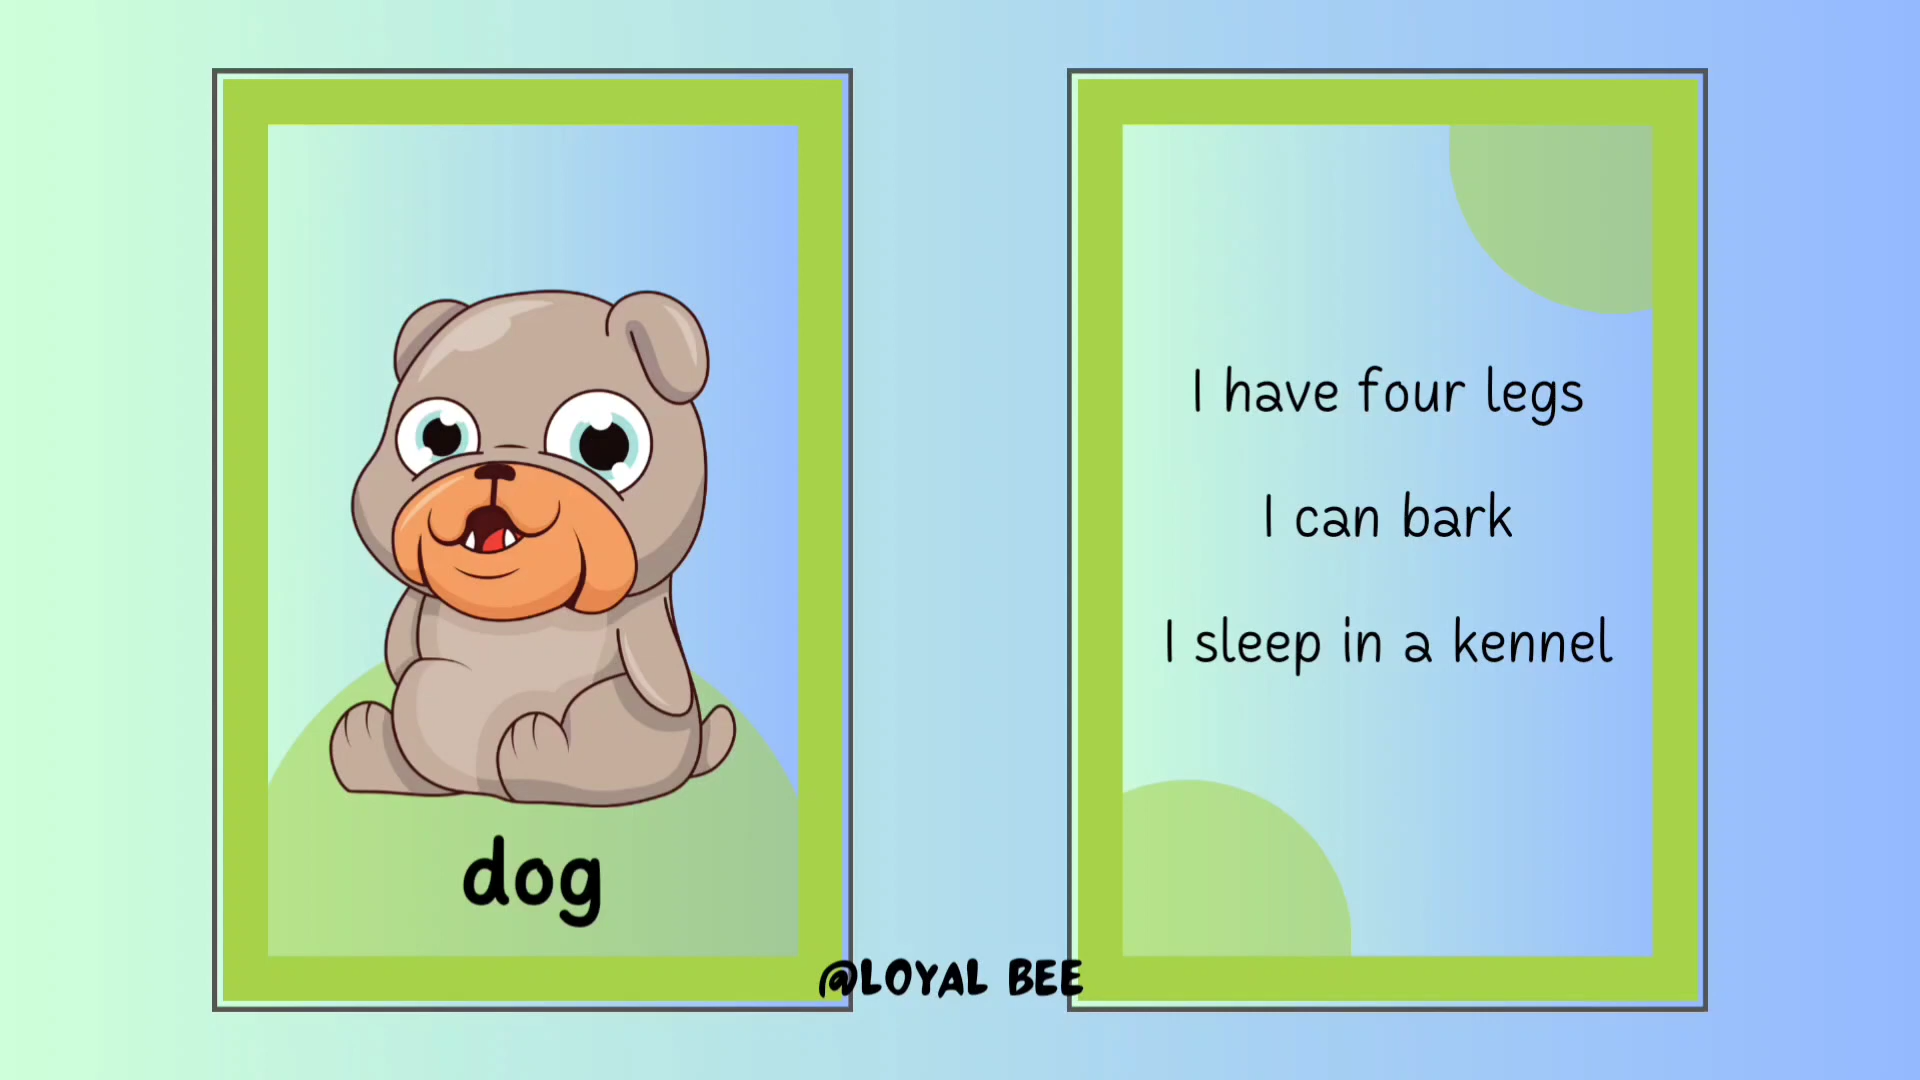 dog
I have four legs
I can bark
I sleep in a kennel
@LOYAL BEE